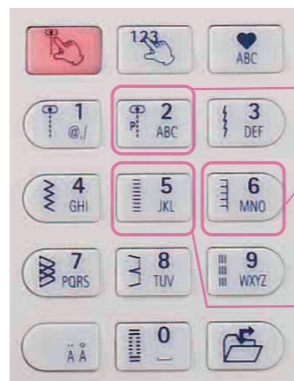 123
ABC
1 @./
P 2 ABC
3 DEF
4 GHI
5 JKL
6 MNO
7 PQRS
8 TUV
9 WXYZ
Ä Å
0 ⎵